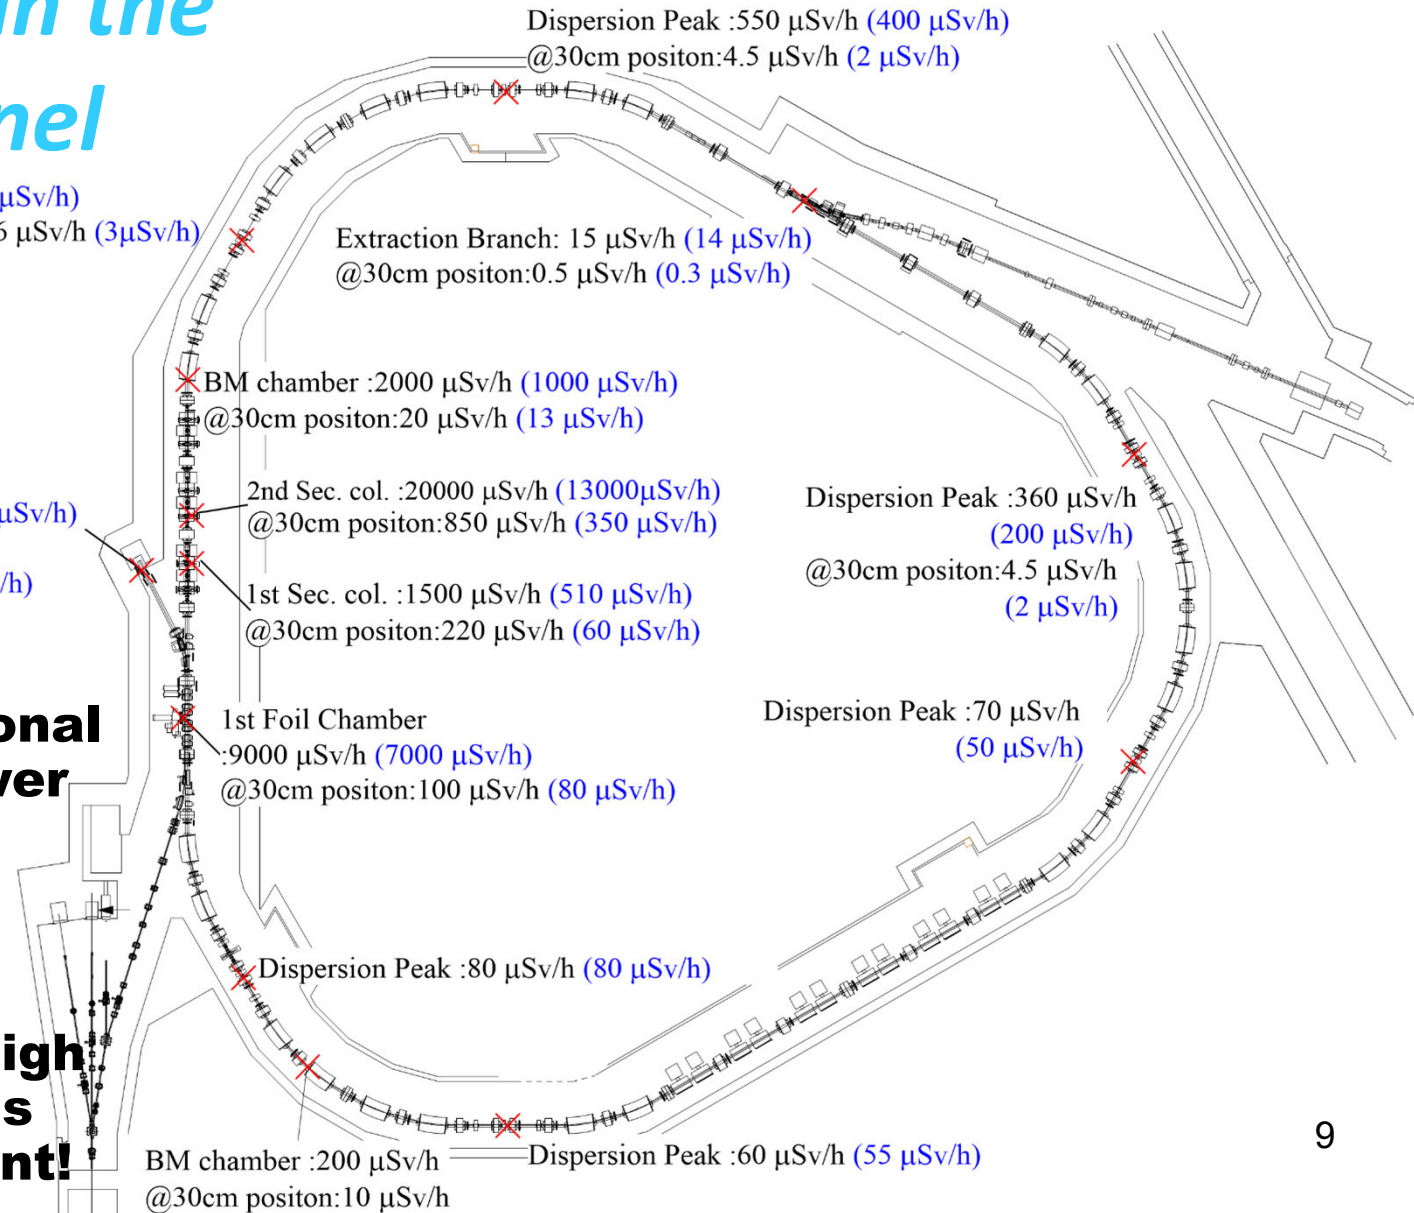 in the
nel
Dispersion Peak :550 μSv/h (400 μSv/h)
@30cm positon:4.5 μSv/h (2 μSv/h)
μSv/h)
6 μSv/h (3μSv/h)
Extraction Branch: 15 μSv/h (14 μSv/h)
@30cm positon:0.5 μSv/h (0.3 μSv/h)
BM chamber :2000 μSv/h (1000 μSv/h)
@30cm positon:20 μSv/h (13 μSv/h)
2nd Sec. col. :20000 μSv/h (13000μSv/h)
@30cm positon:850 μSv/h (350 μSv/h)
μSv/h)
/h)
1st Sec. col. :1500 μSv/h (510 μSv/h)
@30cm positon:220 μSv/h (60 μSv/h)
Dispersion Peak :360 μSv/h
(200 μSv/h)
@30cm positon:4.5 μSv/h
(2 μSv/h)
onal
ver
1st Foil Chamber
:9000 μSv/h (7000 μSv/h)
@30cm positon:100 μSv/h (80 μSv/h)
Dispersion Peak :70 μSv/h
(50 μSv/h)
Dispersion Peak :80 μSv/h (80 μSv/h)
igh
s
nt!
BM chamber :200 μSv/h
@30cm positon:10 μSv/h
Dispersion Peak :60 μSv/h (55 μSv/h)
9